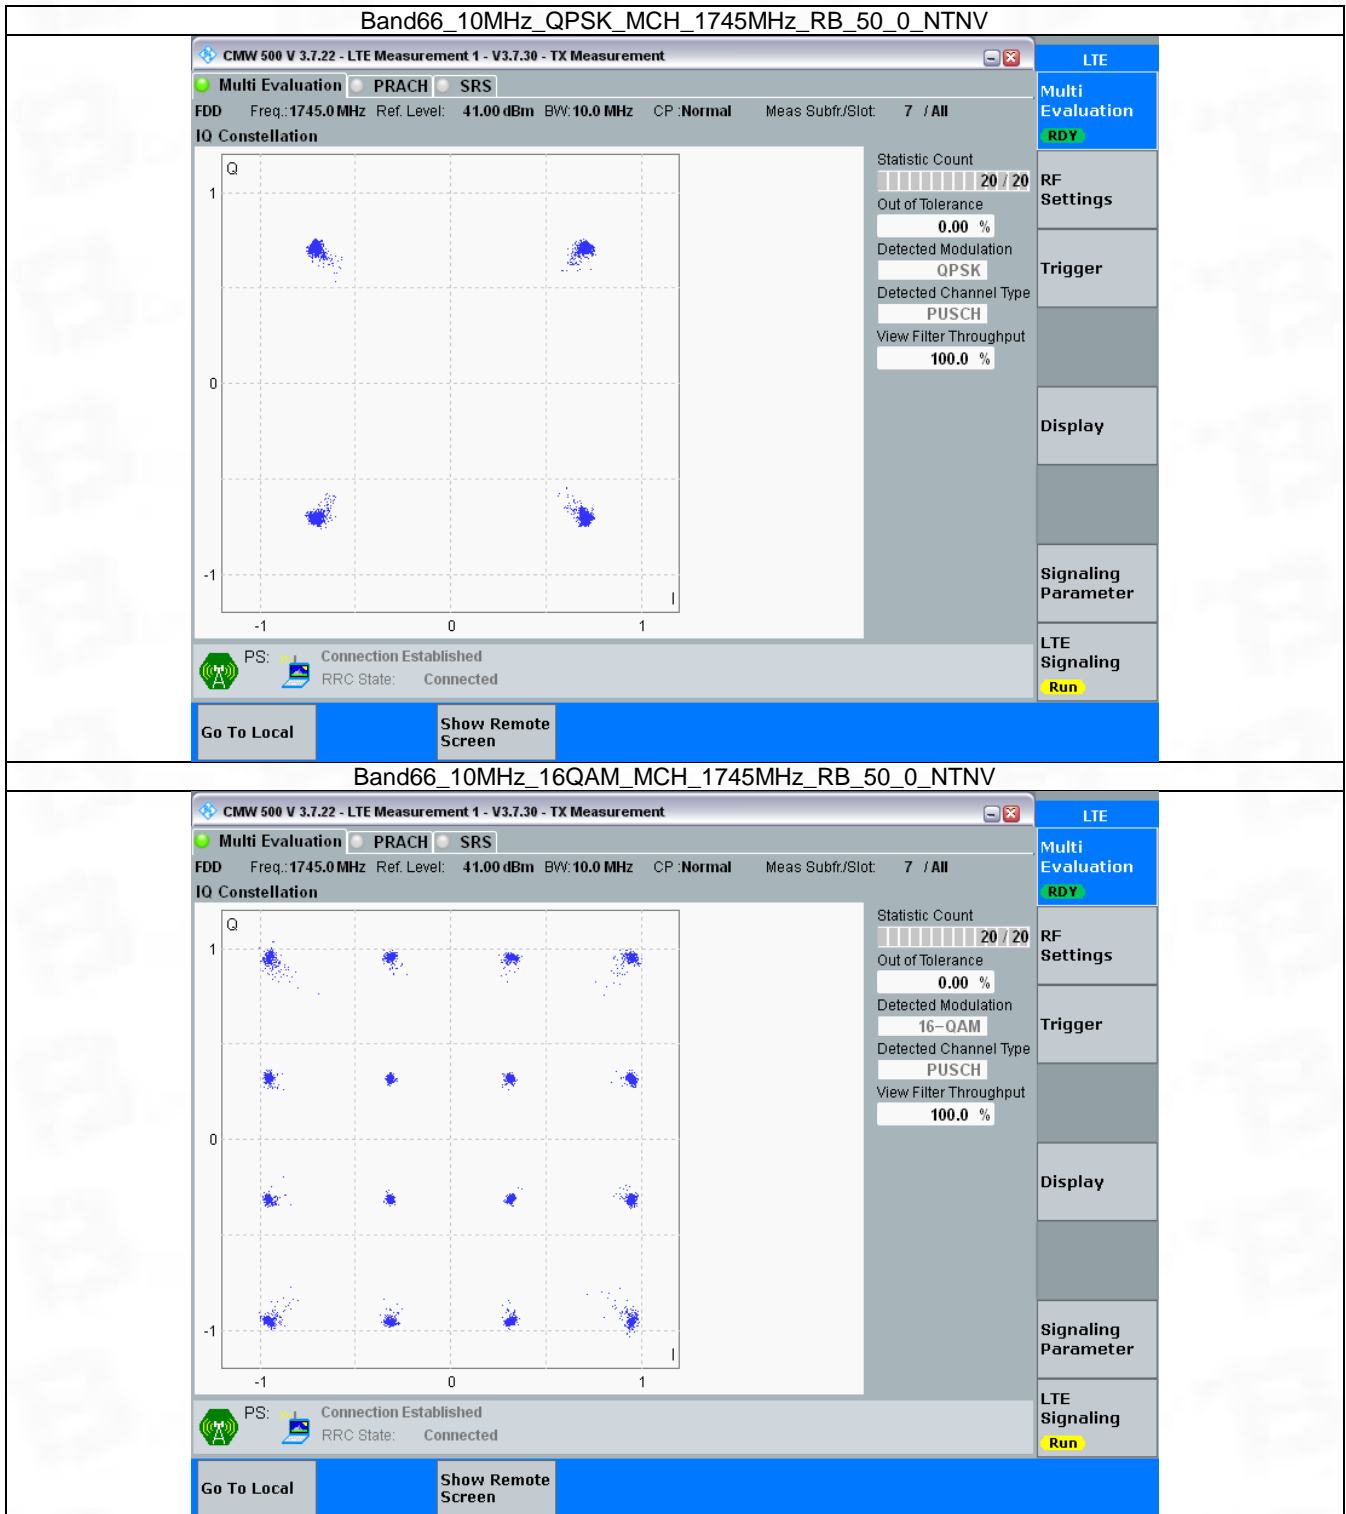 Band66_10MHz_QPSK_MCH_1745MHz_RB_50_0_NTNV
CMW 500 V 3.7.22 - LTE Measurement 1 - V3.7.30 - TX Measurement
LTE
Multi Evaluation PRACH SRS
Multi
Evaluation
RDY
FDD Freq.: 1745.0 MHz Ref. Level: 41.00 dBm BW: 10.0 MHz CP : Normal Meas Subfr./Slot: 7 / All
IQ Constellation
Q
1
0
-1
I
-1 0 1
Statistic Count
20 / 20
Out of Tolerance
0.00 %
Detected Modulation
QPSK
Detected Channel Type
PUSCH
View Filter Throughput
100.0 %
RF
Settings
Trigger
Display
Signaling
Parameter
LTE
Signaling
Run
PS: Connection Established
RRC State: Connected
Go To Local
Show Remote
Screen
Band66_10MHz_16QAM_MCH_1745MHz_RB_50_0_NTNV
CMW 500 V 3.7.22 - LTE Measurement 1 - V3.7.30 - TX Measurement
LTE
Multi Evaluation PRACH SRS
Multi
Evaluation
RDY
FDD Freq.: 1745.0 MHz Ref. Level: 41.00 dBm BW: 10.0 MHz CP : Normal Meas Subfr./Slot: 7 / All
IQ Constellation
Q
1
0
-1
I
-1 0 1
Statistic Count
20 / 20
Out of Tolerance
0.00 %
Detected Modulation
16-QAM
Detected Channel Type
PUSCH
View Filter Throughput
100.0 %
RF
Settings
Trigger
Display
Signaling
Parameter
LTE
Signaling
Run
PS: Connection Established
RRC State: Connected
Go To Local
Show Remote
Screen